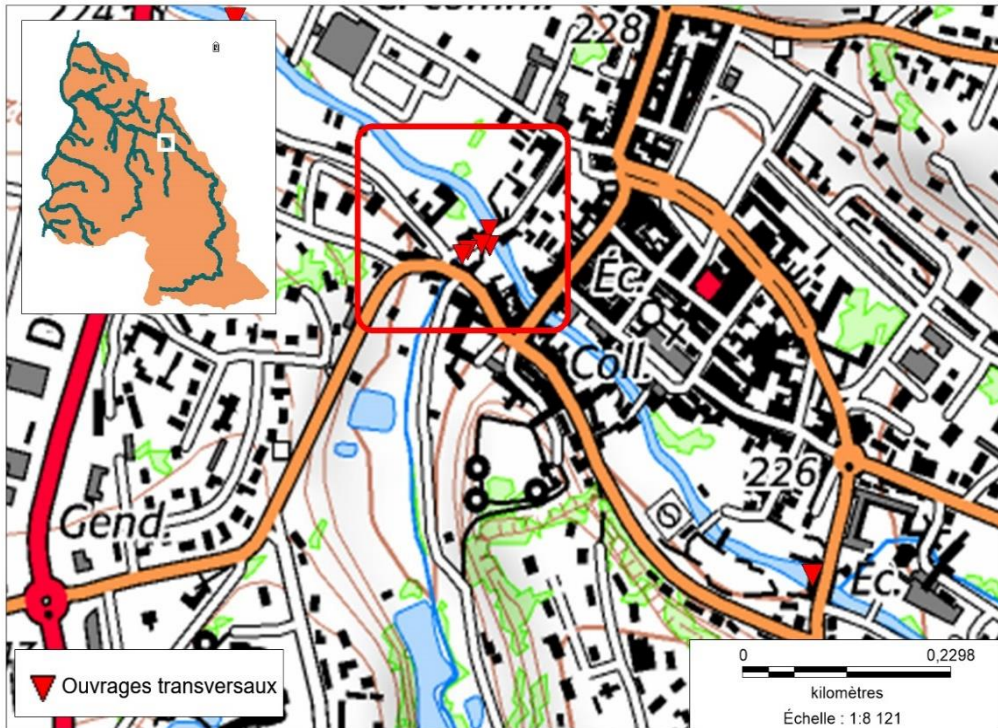 228
Éc.
Coll.
226
D
Gend.
Éc.
Ouvrages transversaux
0 0,2298
kilomètres
Échelle : 1:8 121